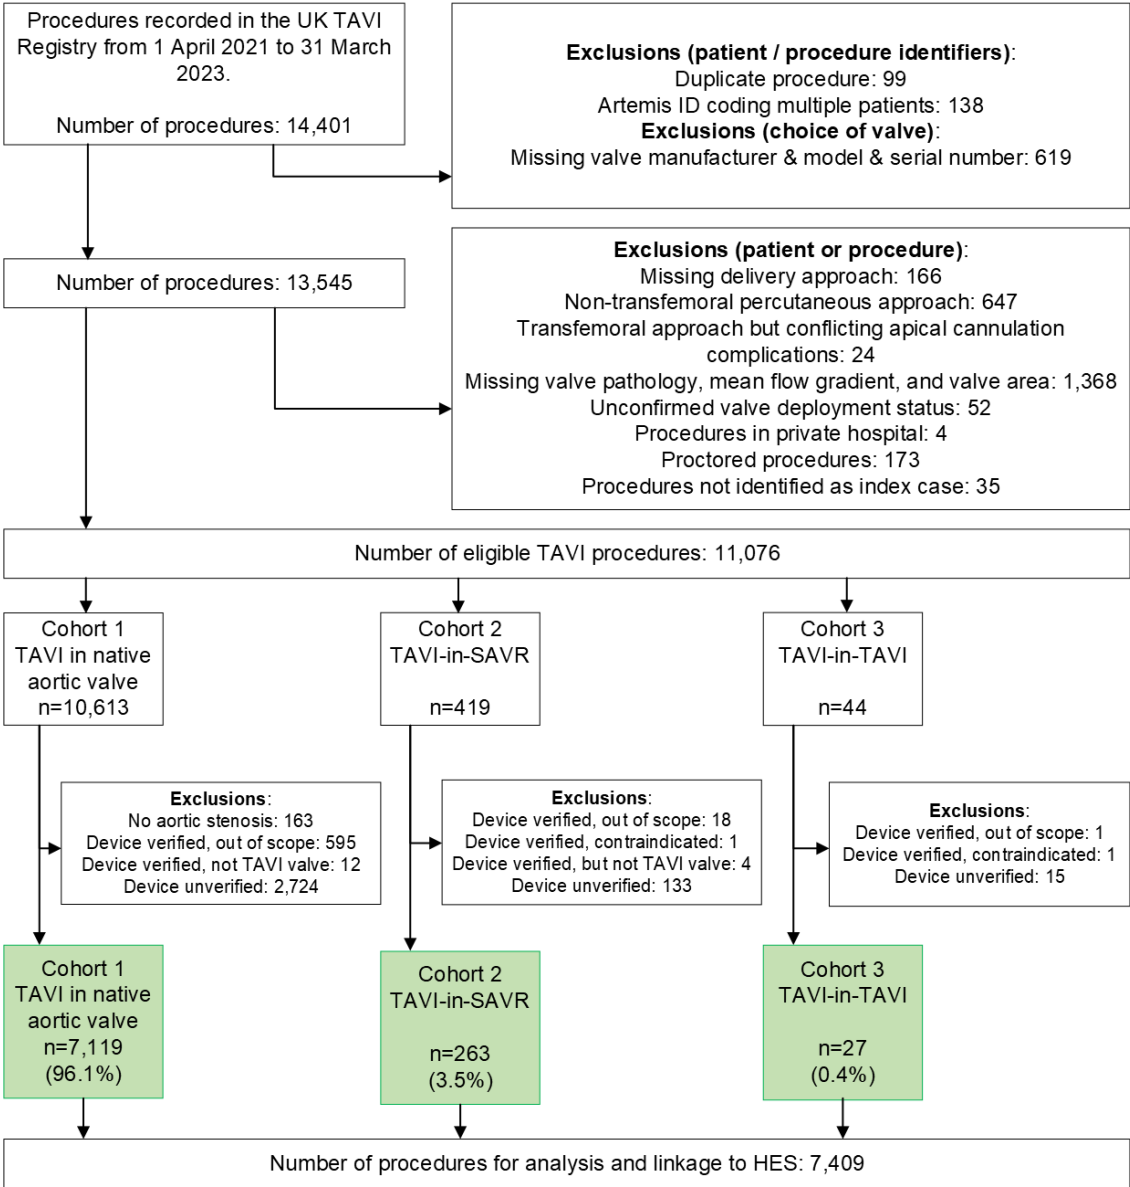 Procedures recorded in the UK TAVI
Registry from 1 April 2021 to 31 March
2023.
Number of procedures: 14,401
Exclusions (patient / procedure identifiers):
Duplicate procedure: 99
Artemis ID coding multiple patients: 138
Exclusions (choice of valve):
Missing valve manufacturer & model & serial number: 619
Number of procedures: 13,545
Exclusions (patient or procedure):
Missing delivery approach: 166
Non-transfemoral percutaneous approach: 647
Transfemoral approach but conflicting apical cannulation
complications: 24
Missing valve pathology, mean flow gradient, and valve area: 1,368
Unconfirmed valve deployment status: 52
Procedures in private hospital: 4
Proctored procedures: 173
Procedures not identified as index case: 35
Number of eligible TAVI procedures: 11,076
Cohort 1
TAVI in native
aortic valve
n=10,613
Cohort 2
TAVI-in-SAVR
n=419
Cohort 3
TAVI-in-TAVI
n=44
Exclusions:
No aortic stenosis: 163
Device verified, out of scope: 595
Device verified, not TAVI valve: 12
Device unverified: 2,724
Exclusions:
Device verified, out of scope: 18
Device verified, contraindicated: 1
Device verified, but not TAVI valve: 4
Device unverified: 133
Exclusions:
Device verified, out of scope: 1
Device verified, contraindicated: 1
Device unverified: 15
Cohort 1
TAVI in native
aortic valve
n=7,119
(96.1%)
Cohort 2
TAVI-in-SAVR
n=263
(3.5%)
Cohort 3
TAVI-in-TAVI
n=27
(0.4%)
Number of procedures for analysis and linkage to HES: 7,409